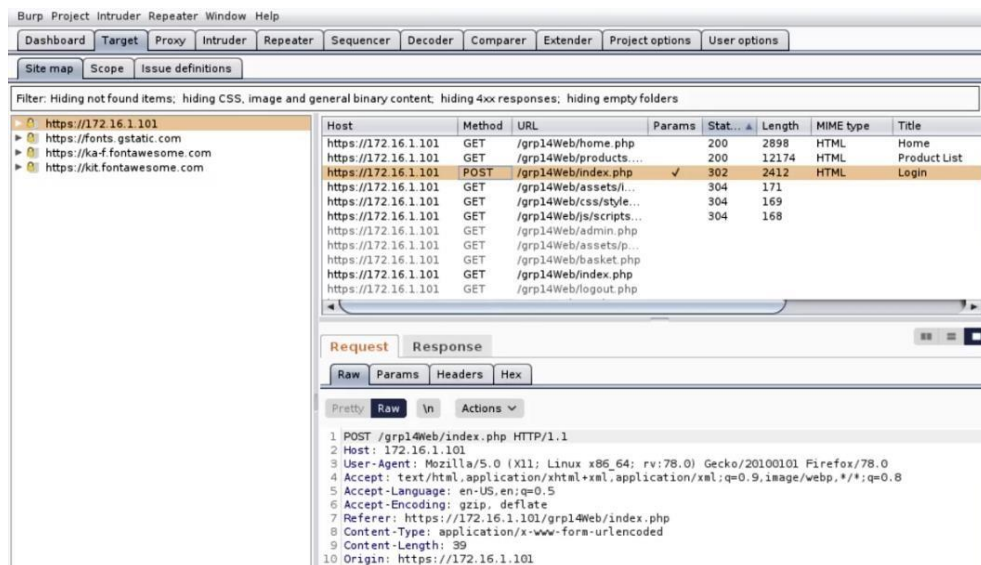 Burp Project Intruder Repeater Window Help
Dashboard Target Proxy Intruder Repeater Sequencer Decoder Comparer Extender Project options User options
Site map Scope Issue definitions
Filter: Hiding not found items; hiding CSS, image and general binary content; hiding 4xx responses; hiding empty folders
https://172.16.1.101
https://fonts.gstatic.com
https://ka-f.fontawesome.com
https://kit.fontawesome.com
Host Method URL Params Stat... Length MIME type Title
https://172.16.1.101 GET /grp14Web/home.php 200 2898 HTML Home
https://172.16.1.101 GET /grp14Web/products.... 200 12174 HTML Product List
https://172.16.1.101 POST /grp14Web/index.php ✓ 302 2412 HTML Login
https://172.16.1.101 GET /grp14Web/assets/i... 304 171
https://172.16.1.101 GET /grp14Web/css/style... 304 169
https://172.16.1.101 GET /grp14Web/js/scripts... 304 168
https://172.16.1.101 GET /grp14Web/admin.php
https://172.16.1.101 GET /grp14Web/assets/p...
https://172.16.1.101 GET /grp14Web/basket.php
https://172.16.1.101 GET /grp14Web/index.php
https://172.16.1.101 GET /grp14Web/logout.php
Request Response
Raw Params Headers Hex
Pretty Raw \n Actions
1 POST /grp14Web/index.php HTTP/1.1
2 Host: 172.16.1.101
3 User-Agent: Mozilla/5.0 (X11; Linux x86_64; rv:78.0) Gecko/20100101 Firefox/78.0
4 Accept: text/html,application/xhtml+xml,application/xml;q=0.9,image/webp,*/*;q=0.8
5 Accept-Language: en-US,en;q=0.5
6 Accept-Encoding: gzip, deflate
7 Referer: https://172.16.1.101/grp14Web/index.php
8 Content-Type: application/x-www-form-urlencoded
9 Content-Length: 39
10 Origin: https://172.16.1.101